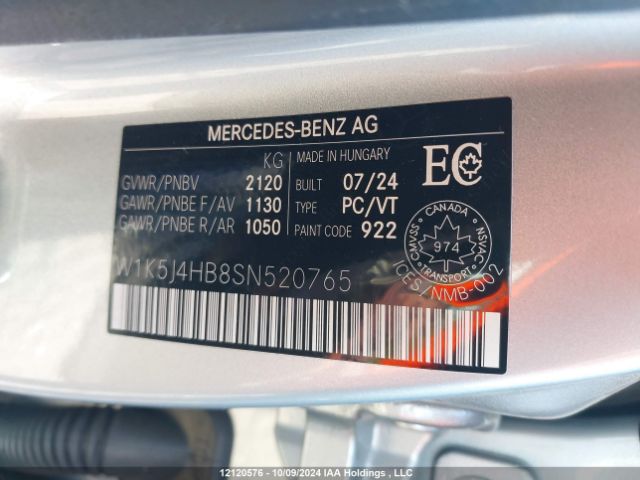 MERCEDES-BENZ AG
KG
MADE IN HUNGARY
EC
GVWR/PNBV 2120
BUILT 07/24
GAWR/PNBE F/AV 1130
TYPE PC/VT
GAWR/PNBE R/AR 1050
PAINT CODE 922
CANADA
CMVSS 974 NSVAC
TRANSPORT
ICES/NMB-002
W1K5J4HB8SN520765
12120576 - 10/09/2024 IAA Holdings , LLC